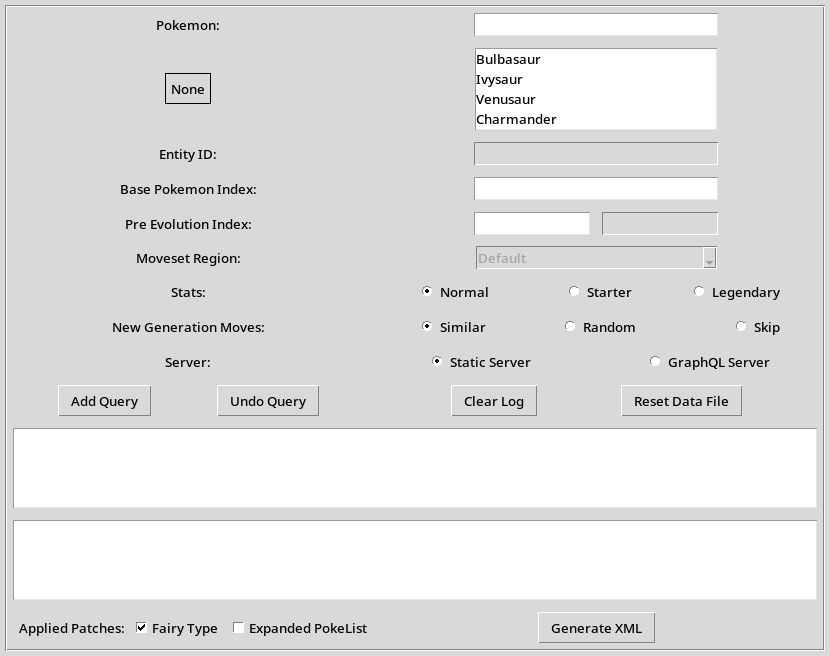 Pokemon:
None
Bulbasaur
Ivysaur
Venusaur
Charmander
Entity ID:
Base Pokemon Index:
Pre Evolution Index:
Moveset Region: Default
Stats: Normal Starter Legendary
New Generation Moves: Similar Random Skip
Server: Static Server GraphQL Server
Add Query Undo Query Clear Log Reset Data File
Applied Patches: Fairy Type Expanded PokeList Generate XML